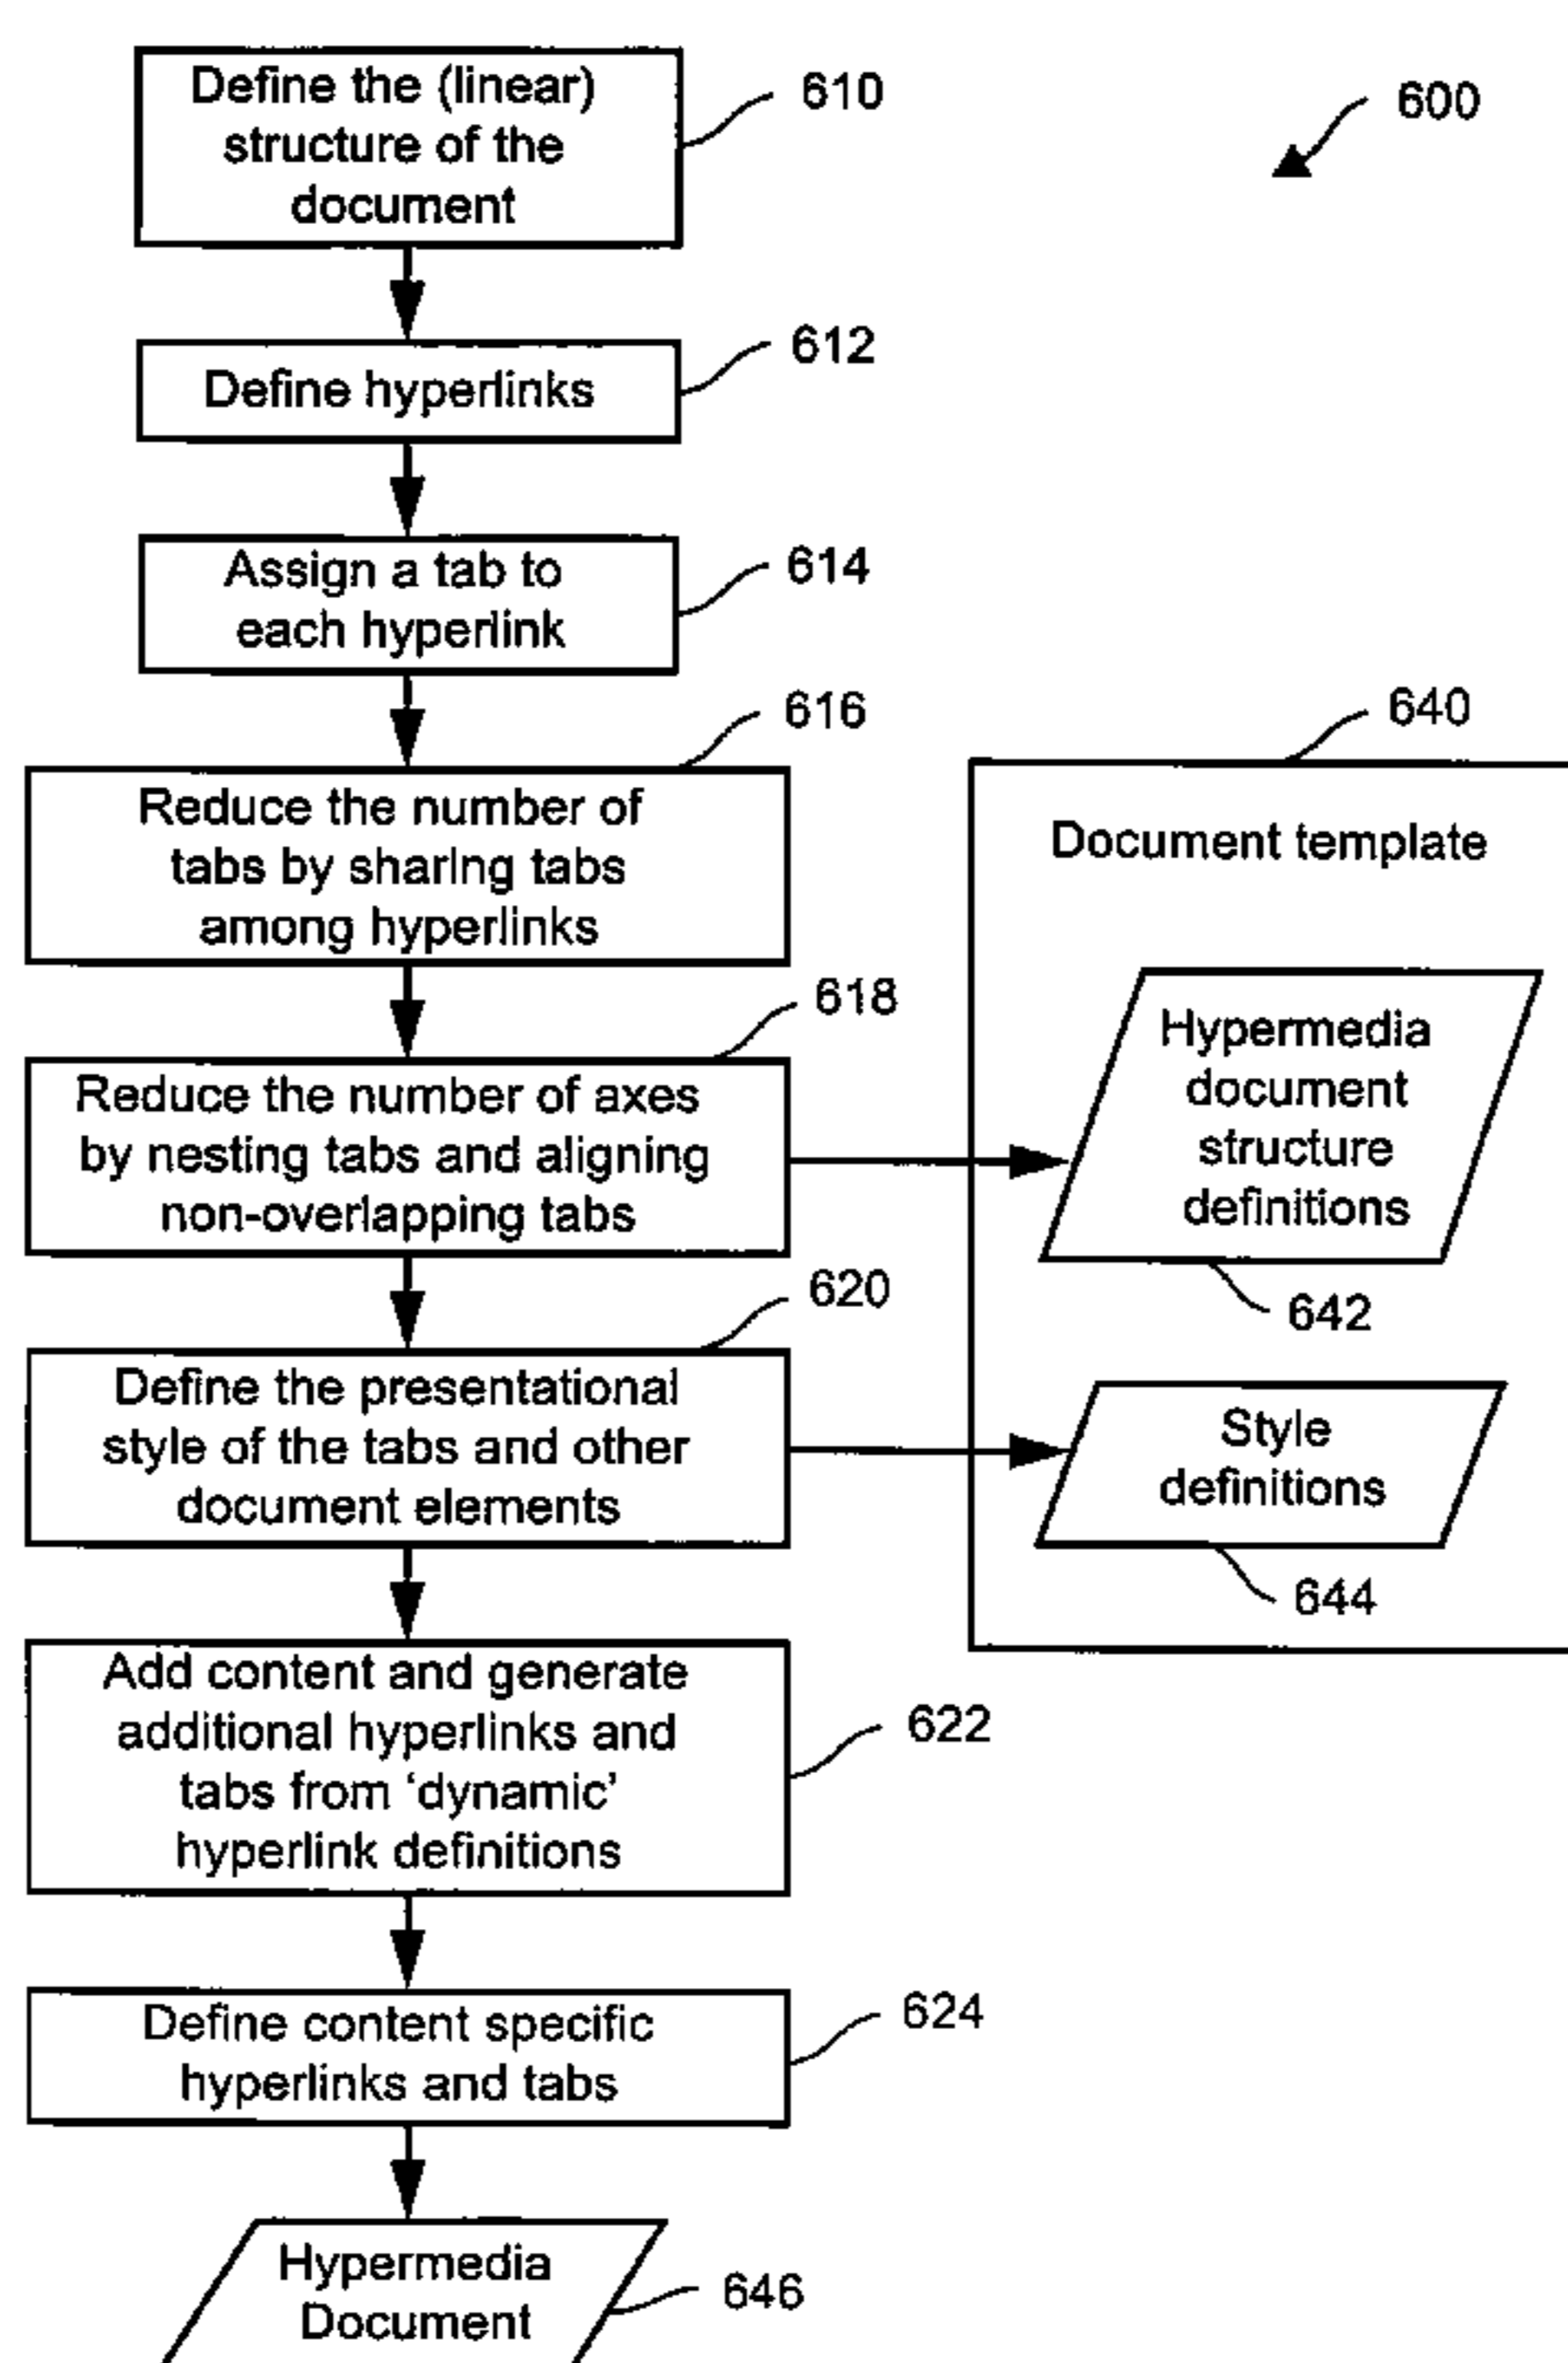 Define the (linear)
structure of the
document
610
600
Define hyperlinks
612
Assign a tab to
each hyperlink
614
616
Reduce the number of
tabs by sharing tabs
among hyperlinks
640
Document template
618
Reduce the number of axes
by nesting tabs and aligning
non-overlapping tabs
Hypermedia
document
structure
definitions
642
620
Define the presentational
style of the tabs and other
document elements
Style
definitions
644
Add content and generate
additional hyperlinks and
tabs from ‘dynamic’
hyperlink definitions
622
Define content specific
hyperlinks and tabs
624
Hypermedia
Document
646